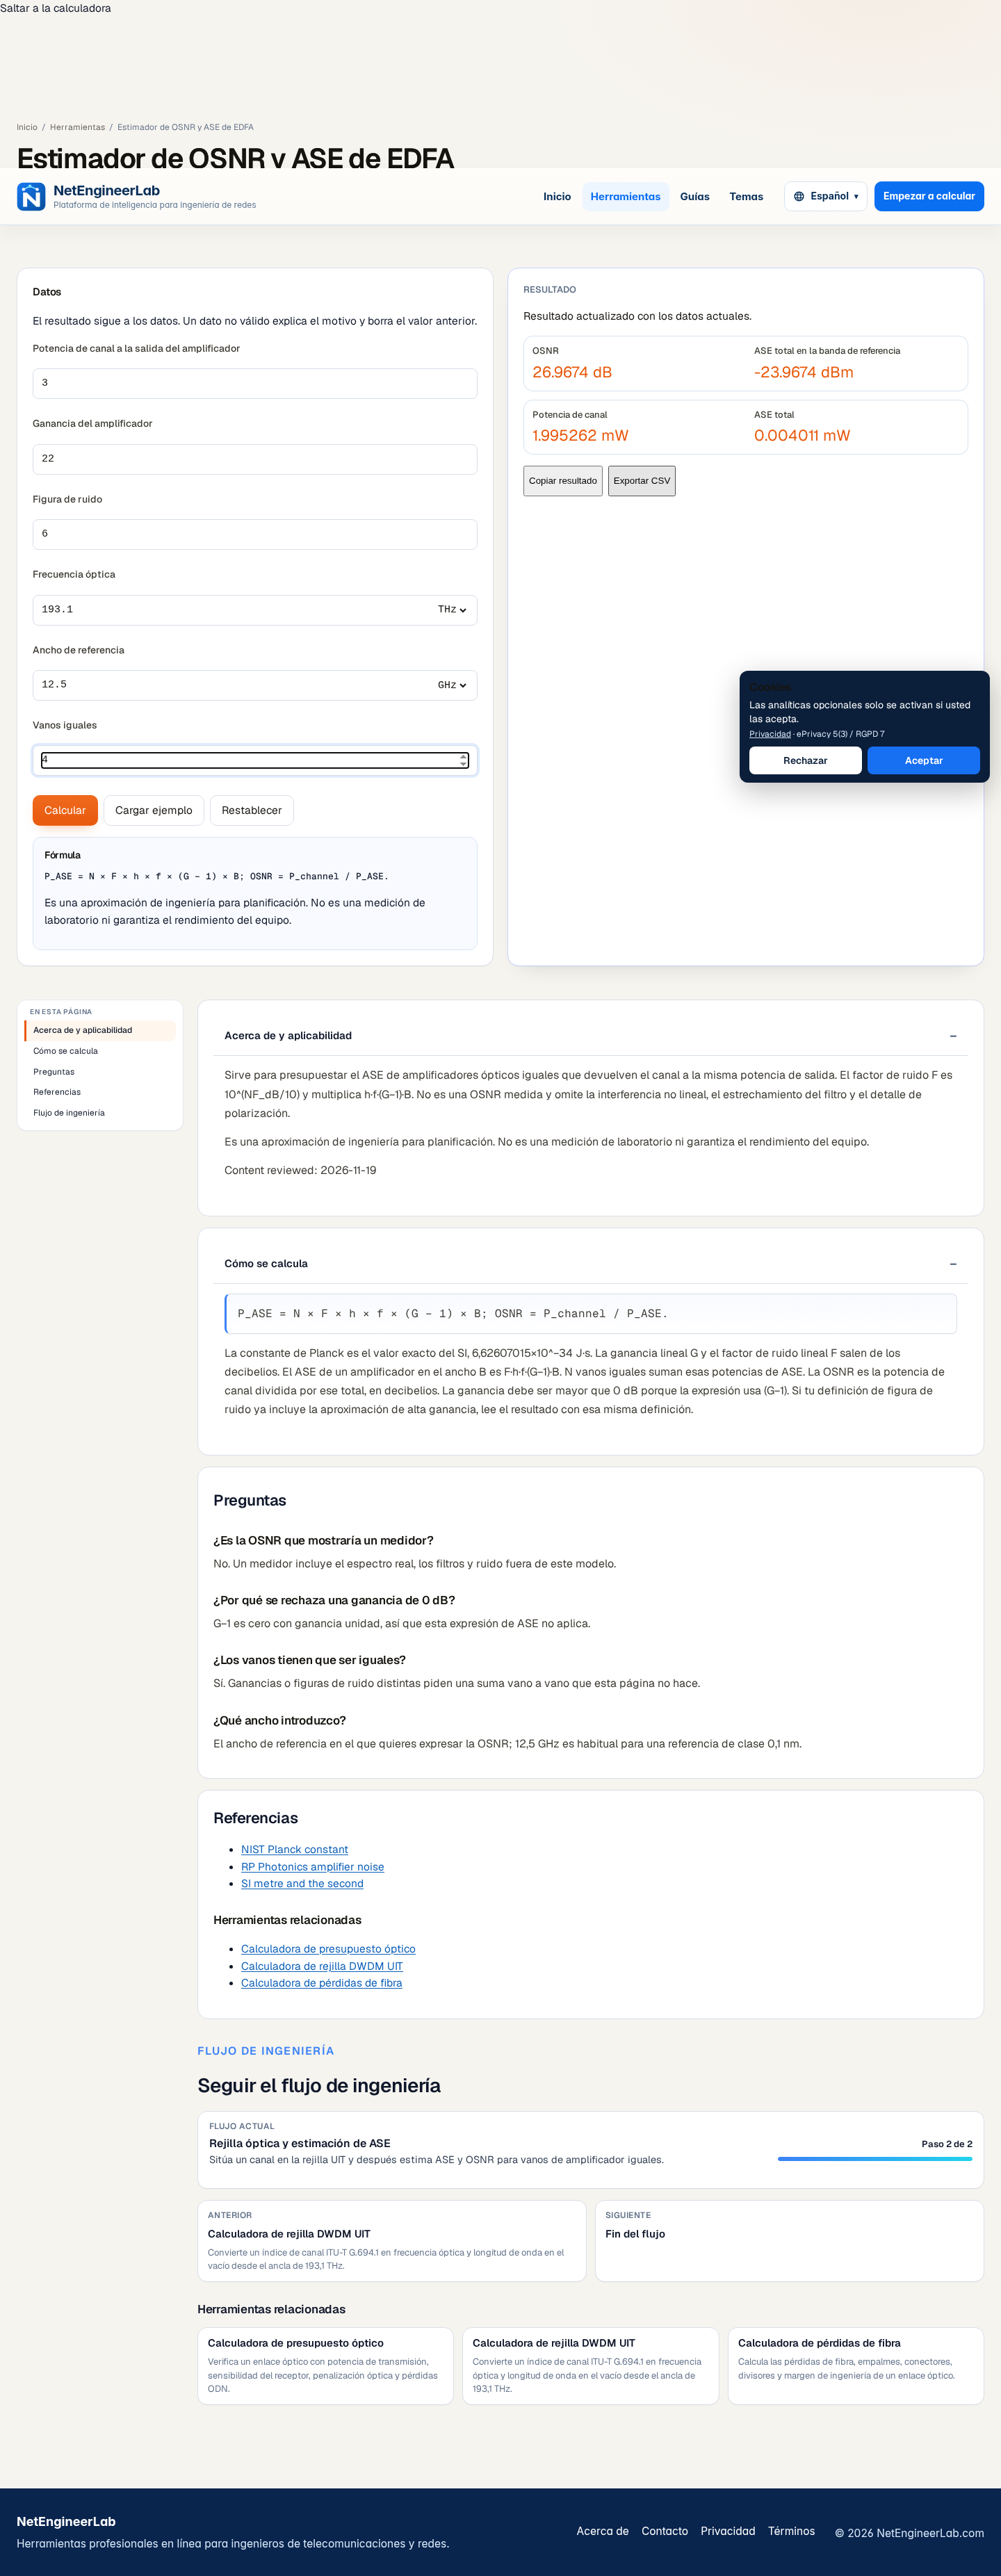 Saltar a la calculadora
Inicio / Herramientas / Estimador de OSNR y ASE de EDFA
Estimador de OSNR y ASE de EDFA
NetEngineerLab
Plataforma de inteligencia para ingeniería de redes
Inicio
Herramientas
Guías
Temas
Español ▾
Empezar a calcular
Datos
El resultado sigue a los datos. Un dato no válido explica el motivo y borra el valor anterior.
Potencia de canal a la salida del amplificador
3
Ganancia del amplificador
22
Figura de ruido
6
Frecuencia óptica
193.1
THz
Ancho de referencia
12.5
GHz
Vanos iguales
4
Calcular
Cargar ejemplo
Restablecer
Fórmula
P_ASE = N × F × h × f × (G − 1) × B; OSNR = P_channel / P_ASE.
Es una aproximación de ingeniería para planificación. No es una medición de
laboratorio ni garantiza el rendimiento del equipo.
RESULTADO
Resultado actualizado con los datos actuales.
OSNR
26.9674 dB
ASE total en la banda de referencia
-23.9674 dBm
Potencia de canal
1.995262 mW
ASE total
0.004011 mW
Copiar resultado
Exportar CSV
Cookies
Las analíticas opcionales solo se activan si usted
las acepta.
Privacidad · ePrivacy 5(3) / RGPD 7
Rechazar
Aceptar
EN ESTA PÁGINA
Acerca de y aplicabilidad
Cómo se calcula
Preguntas
Referencias
Flujo de ingeniería
Acerca de y aplicabilidad
−
Sirve para presupuestar el ASE de amplificadores ópticos iguales que devuelven el canal a la misma potencia de salida. El factor de ruido F es
10^(NF_dB/10) y multiplica h·f·(G−1)·B. No es una OSNR medida y omite la interferencia no lineal, el estrechamiento del filtro y el detalle de
polarización.
Es una aproximación de ingeniería para planificación. No es una medición de laboratorio ni garantiza el rendimiento del equipo.
Content reviewed: 2026-11-19
Cómo se calcula
−
P_ASE = N × F × h × f × (G − 1) × B; OSNR = P_channel / P_ASE.
La constante de Planck es el valor exacto del SI, 6,62607015×10^−34 J·s. La ganancia lineal G y el factor de ruido lineal F salen de los
decibelios. El ASE de un amplificador en el ancho B es F·h·f·(G−1)·B. N vanos iguales suman esas potencias de ASE. La OSNR es la potencia de
canal dividida por ese total, en decibelios. La ganancia debe ser mayor que 0 dB porque la expresión usa (G−1). Si tu definición de figura de
ruido ya incluye la aproximación de alta ganancia, lee el resultado con esa misma definición.
Preguntas
¿Es la OSNR que mostraría un medidor?
No. Un medidor incluye el espectro real, los filtros y ruido fuera de este modelo.
¿Por qué se rechaza una ganancia de 0 dB?
G−1 es cero con ganancia unidad, así que esta expresión de ASE no aplica.
¿Los vanos tienen que ser iguales?
Sí. Ganancias o figuras de ruido distintas piden una suma vano a vano que esta página no hace.
¿Qué ancho introduzco?
El ancho de referencia en el que quieres expresar la OSNR; 12,5 GHz es habitual para una referencia de clase 0,1 nm.
Referencias
• NIST Planck constant
• RP Photonics amplifier noise
• SI metre and the second
Herramientas relacionadas
• Calculadora de presupuesto óptico
• Calculadora de rejilla DWDM UIT
• Calculadora de pérdidas de fibra
FLUJO DE INGENIERÍA
Seguir el flujo de ingeniería
FLUJO ACTUAL
Rejilla óptica y estimación de ASE
Sitúa un canal en la rejilla UIT y después estima ASE y OSNR para vanos de amplificador iguales.
Paso 2 de 2
ANTERIOR
Calculadora de rejilla DWDM UIT
Convierte un índice de canal ITU-T G.694.1 en frecuencia óptica y longitud de onda en el
vacío desde el ancla de 193,1 THz.
SIGUIENTE
Fin del flujo
Herramientas relacionadas
Calculadora de presupuesto óptico
Verifica un enlace óptico con potencia de transmisión,
sensibilidad del receptor, penalización óptica y pérdidas
ODN.
Calculadora de rejilla DWDM UIT
Convierte un índice de canal ITU-T G.694.1 en frecuencia
óptica y longitud de onda en el vacío desde el ancla de
193,1 THz.
Calculadora de pérdidas de fibra
Calcula las pérdidas de fibra, empalmes, conectores,
divisores y margen de ingeniería de un enlace óptico.
NetEngineerLab
Herramientas profesionales en línea para ingenieros de telecomunicaciones y redes.
Acerca de
Contacto
Privacidad
Términos
© 2026 NetEngineerLab.com